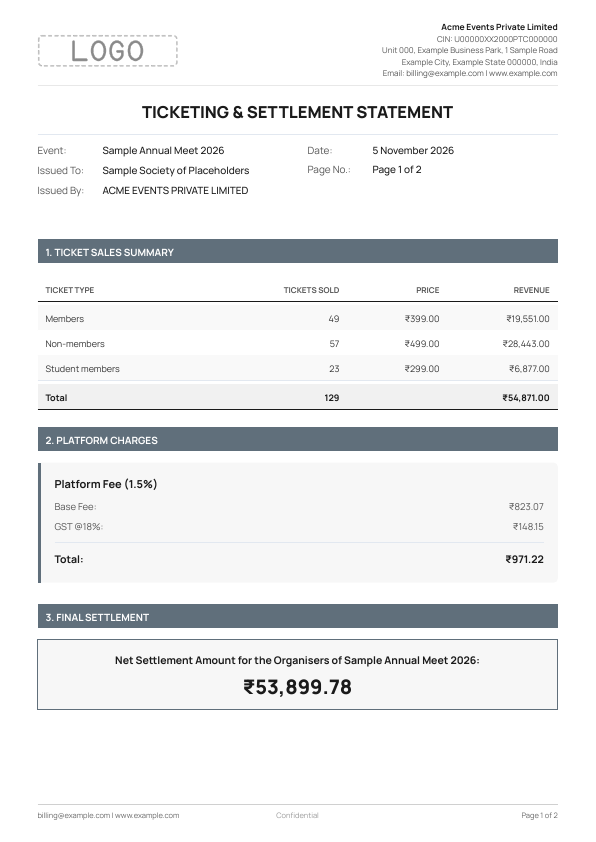 LOGO
Acme Events Private Limited
CIN: U00000XX2000PTC000000
Unit 000, Example Business Park, 1 Sample Road
Example City, Example State 000000, India
Email: billing@example.com | www.example.com
TICKETING & SETTLEMENT STATEMENT
Event: Sample Annual Meet 2026 Date: 5 November 2026
Issued To: Sample Society of Placeholders Page No.: Page 1 of 2
Issued By: ACME EVENTS PRIVATE LIMITED
1. TICKET SALES SUMMARY
TICKET TYPE TICKETS SOLD PRICE REVENUE
Members 49 ₹399.00 ₹19,551.00
Non-members 57 ₹499.00 ₹28,443.00
Student members 23 ₹299.00 ₹6,877.00
Total 129 ₹54,871.00
2. PLATFORM CHARGES
Platform Fee (1.5%)
Base Fee: ₹823.07
GST @18%: ₹148.15
Total: ₹971.22
3. FINAL SETTLEMENT
Net Settlement Amount for the Organisers of Sample Annual Meet 2026:
₹53,899.78
billing@example.com | www.example.com Confidential Page 1 of 2